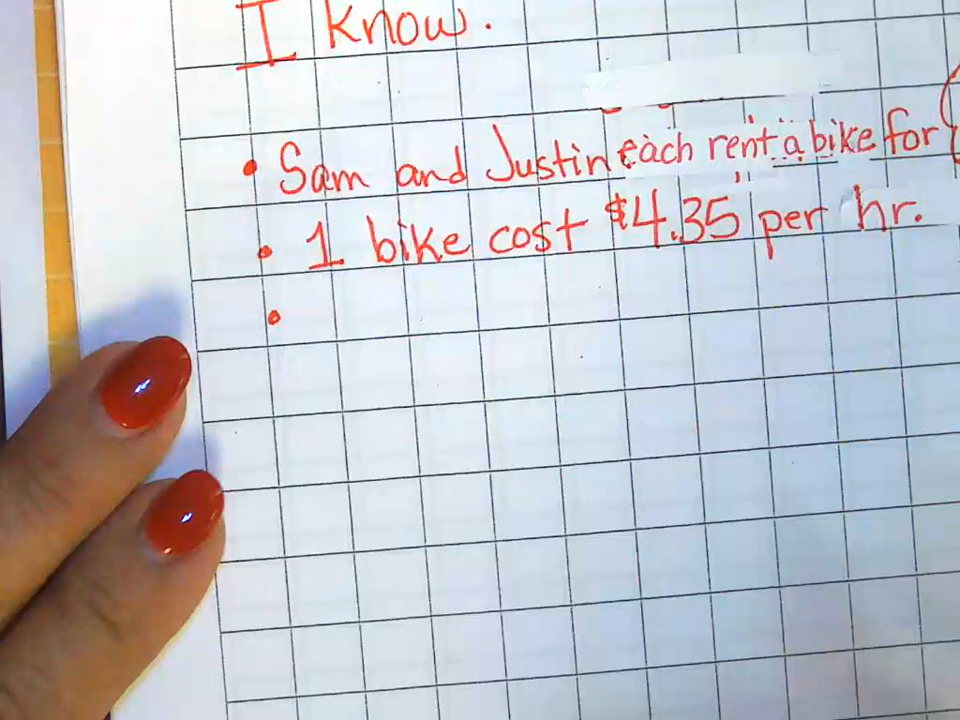 I know.
• Sam and Justin each rent a bike for
• 1 bike cost $4.35 per hr.
•